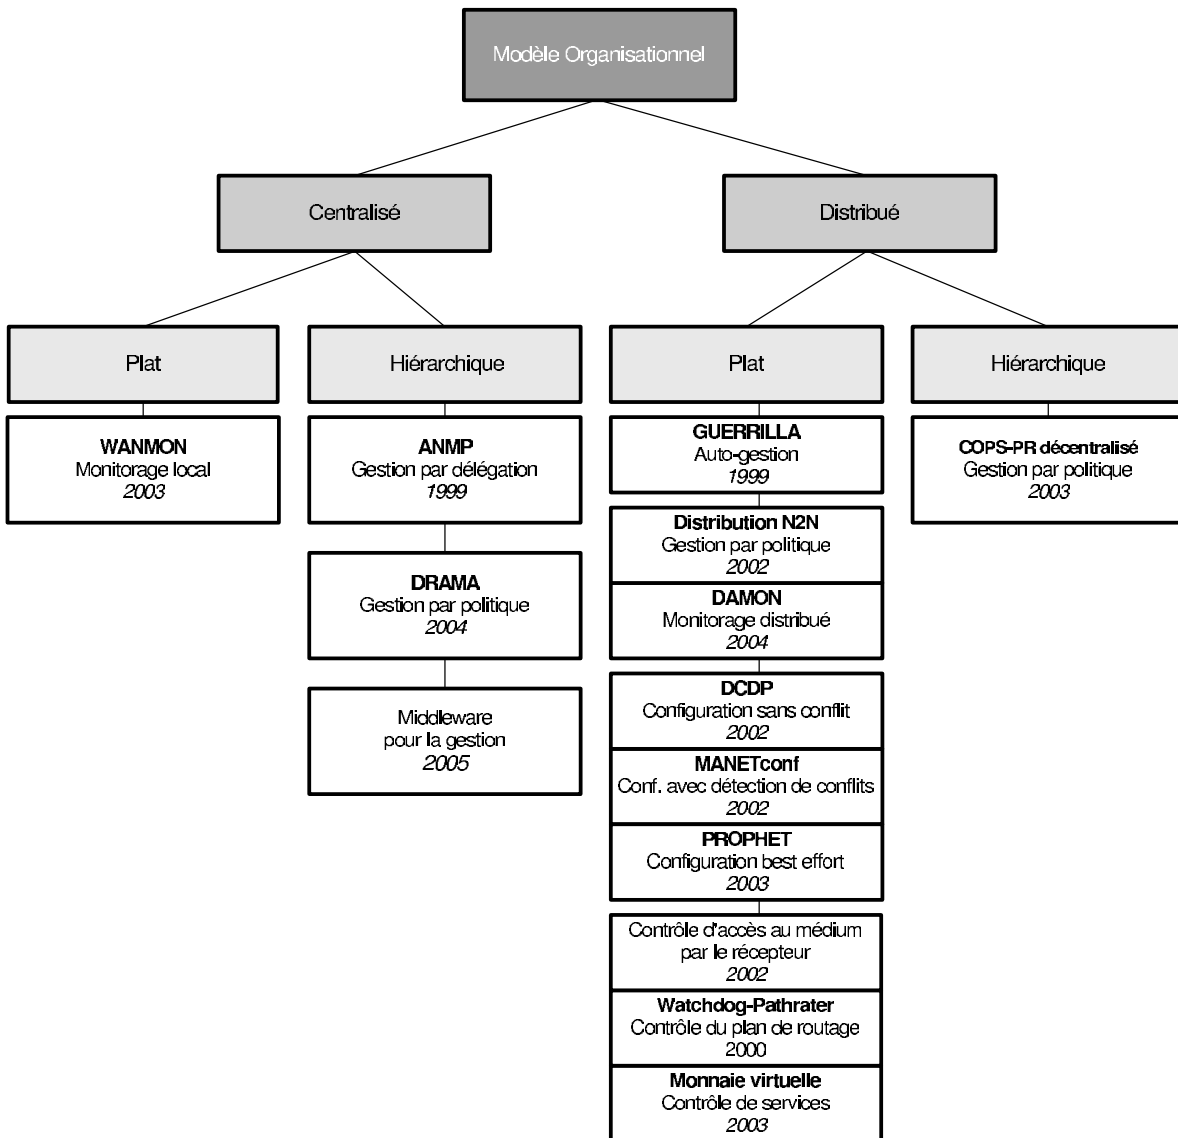 Modèle Organisationnel
Centralisé
Distribué
Plat
Hiérarchique
Plat
Hiérarchique
WANMON
Monitorage local
2003
ANMP
Gestion par délégation
1999
DRAMA
Gestion par politique
2004
Middleware
pour la gestion
2005
GUERRILLA
Auto-gestion
1999
Distribution N2N
Gestion par politique
2002
DAMON
Monitorage distribué
2004
DCDP
Configuration sans conflit
2002
MANETconf
Conf. avec détection de conflits
2002
PROPHET
Configuration best effort
2003
Contrôle d'accès au médium
par le récepteur
2002
Watchdog-Pathrater
Contrôle du plan de routage
2000
Monnaie virtuelle
Contrôle de services
2003
COPS-PR décentralisé
Gestion par politique
2003